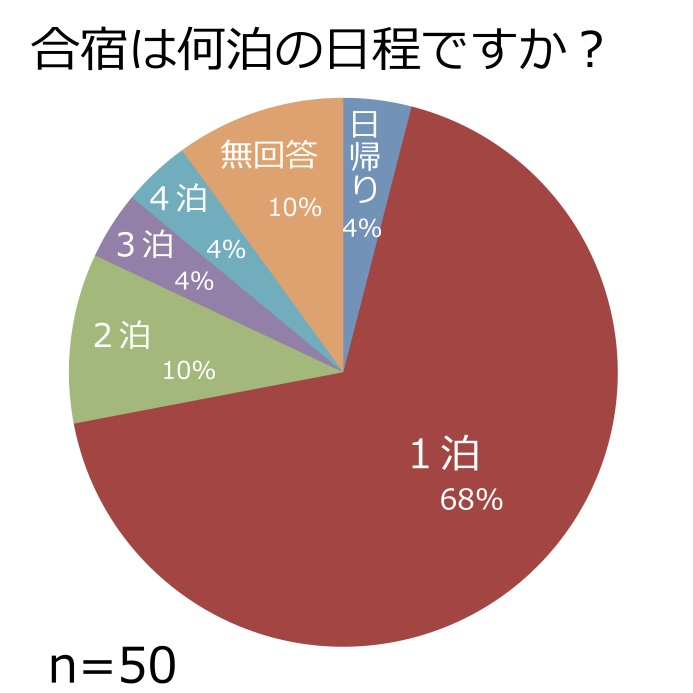 合宿は何泊の日程ですか？
日帰り
4%
１泊
68%
２泊
10%
３泊
4%
４泊
4%
無回答
10%
n=50